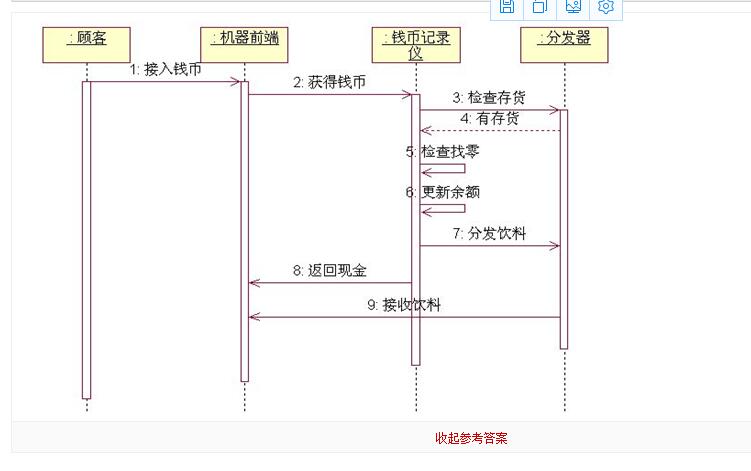 : 顾客
: 机器前端
: 钱币记录
仪
: 分发器
1: 接入钱币
2: 获得钱币
3: 检查存货
4: 有存货
5: 检查找零
6: 更新余额
7: 分发饮料
8: 返回现金
9: 接收饮料
收起参考答案